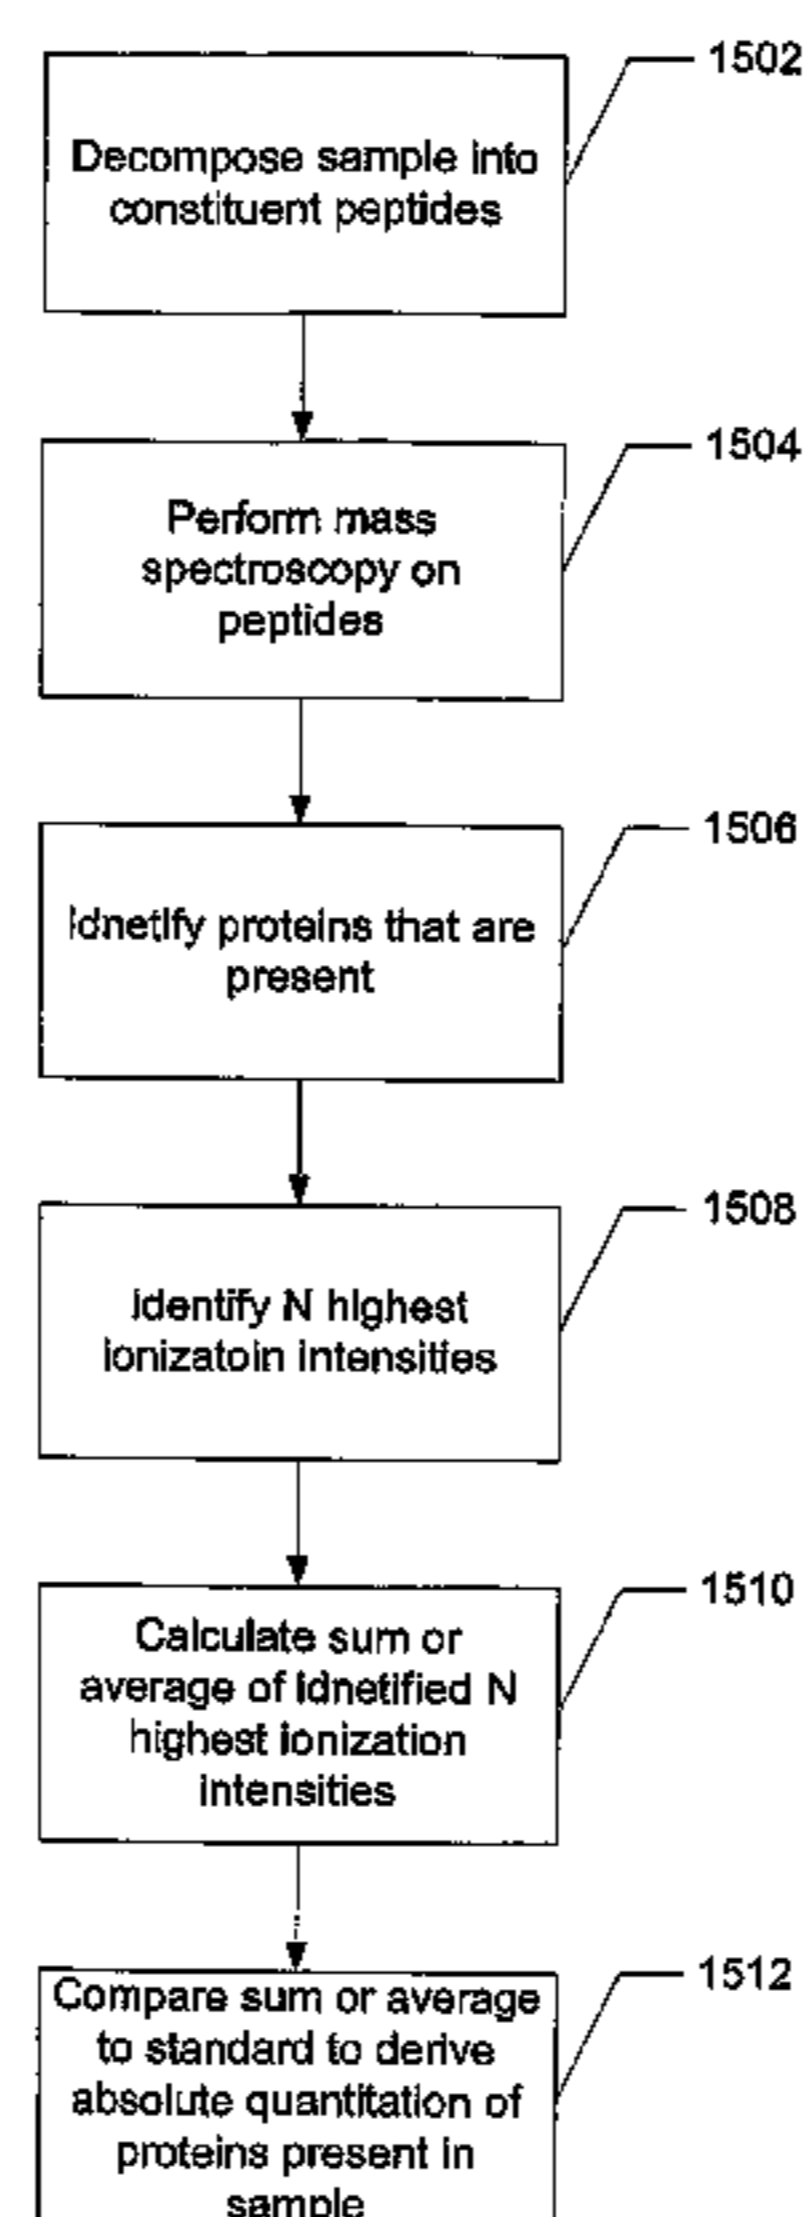 1502
Decompose sample into
constituent peptides
1504
Perform mass
spectroscopy on
peptides
1506
Idnetify proteins that are
present
1508
Identify N highest
ionizatoin intensities
1510
Calculate sum or
average of idnetified N
highest ionization
intensities
1512
Compare sum or average
to standard to derive
absolute quantitation of
proteins present in
sample